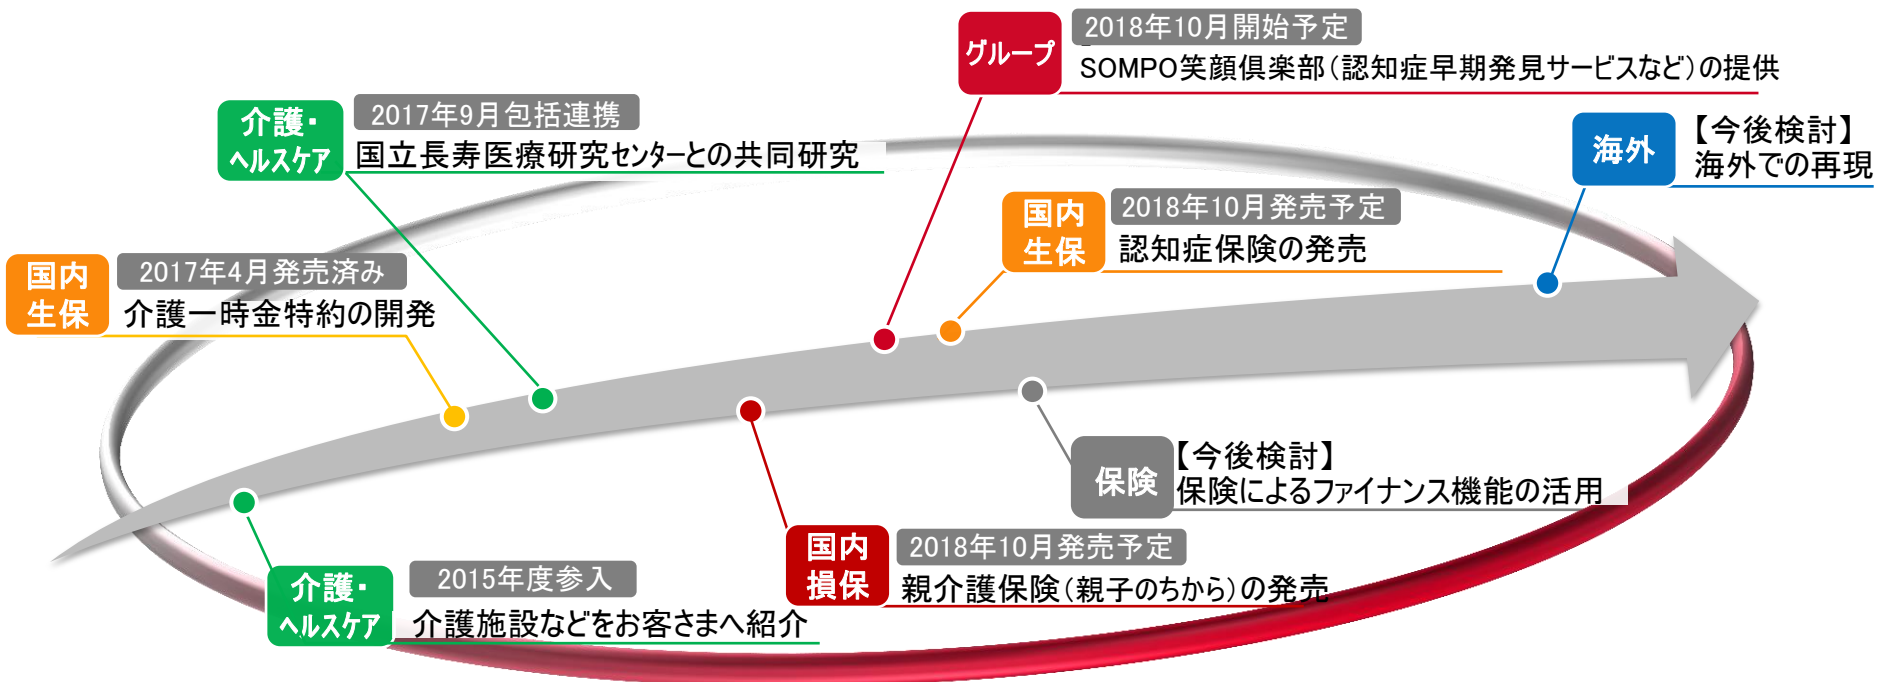 グループ
2018年10月開始予定
SOMPO笑顔倶楽部（認知症早期発見サービスなど）の提供
介護・
ヘルスケア
2017年9月包括連携
国立長寿医療研究センターとの共同研究
海外
【今後検討】
海外での再現
国内
生保
2018年10月発売予定
認知症保険の発売
国内
生保
2017年4月発売済み
介護一時金特約の開発
保険
【今後検討】
保険によるファイナンス機能の活用
国内
損保
2018年10月発売予定
親介護保険（親子のちから）の発売
介護・
ヘルスケア
2015年度参入
介護施設などをお客さまへ紹介